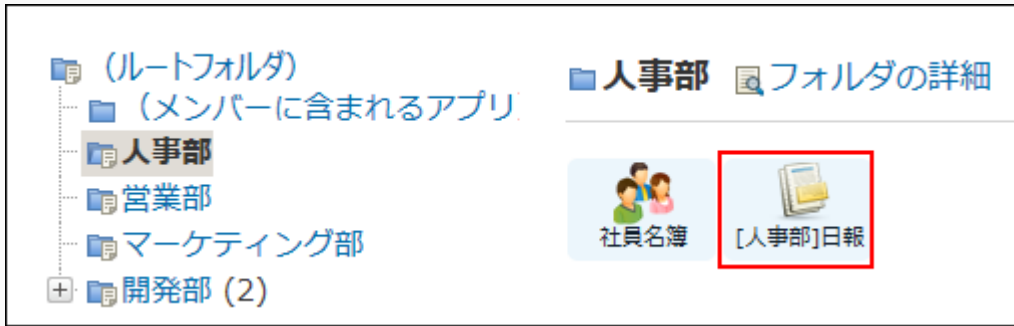 (ルートフォルダ)
(メンバーに含まれるアプリ
人事部
営業部
マーケティング部
開発部 (2)
人事部 フォルダの詳細
社員名簿
[人事部]日報